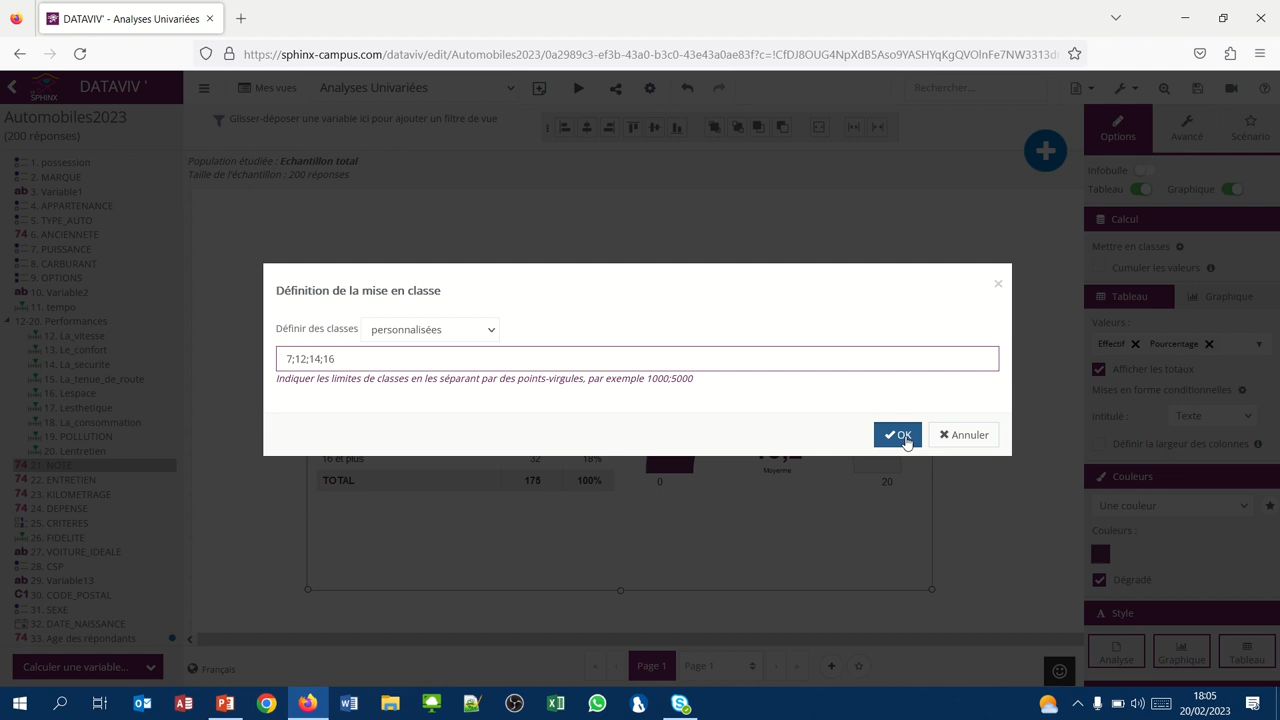 DATAVIV' - Analyses Univariées
https://sphinx-campus.com/dataviv/edit/Automobiles2023/0a2989c3-ef3b-43a0-b3c0-43e43a0ae83f?c=!CfDJ8OUG4NpXdB5Aso9YASHYqKgQVOlnFe7NW3313d
SPHINX
DATAVIV '
Mes vues
Analyses Univariées
Rechercher...
Automobiles2023
(200 réponses)
Glisser-déposer une variable ici pour ajouter un filtre de vue
Population étudiée : Echantillon total
Taille de l'échantillon : 200 réponses
1. possession
2. MARQUE
3. Variable1
4. APPARTENANCE
5. TYPE_AUTO
6. ANCIENNETE
7. PUISSANCE
8. CARBURANT
9. OPTIONS
10. Variable2
11. tempo
12-20. Performances
12. La_vitesse
13. Le_confort
14. La_securite
15. La_tenue_de_route
16. Lespace
17. Lesthetique
18. La_consommation
19. POLLUTION
20. Lentretien
21. NOTE
22. ENTRETIEN
23. KILOMETRAGE
24. DEPENSE
25. CRITERES
26. FIDELITE
27. VOITURE_IDEALE
28. CSP
29. Variable13
30. CODE_POSTAL
31. SEXE
32. DATE_NAISSANCE
33. Age des répondants
Calculer une variable...
Définition de la mise en classe
Définir des classes
personnalisées
7;12;14;16
Indiquer les limites de classes en les séparant par des points-virgules, par exemple 1000;5000
OK
Annuler
16 et plus 32 18%
TOTAL 175 100%
0
Moyenne
20
Français
Page 1
Page 1
Options
Avancé
Scénario
Infobulle
Tableau
Graphique
Calcul
Mettre en classes
Cumuler les valeurs
Tableau
Graphique
Valeurs :
Effectif
Pourcentage
Afficher les totaux
Mises en forme conditionnelles
Intitulé :
Texte
Définir la largeur des colonnes
Couleurs
Une couleur
Couleurs :
Dégradé
Style
Analyse
Graphique
Tableau
18:05
20/02/2023